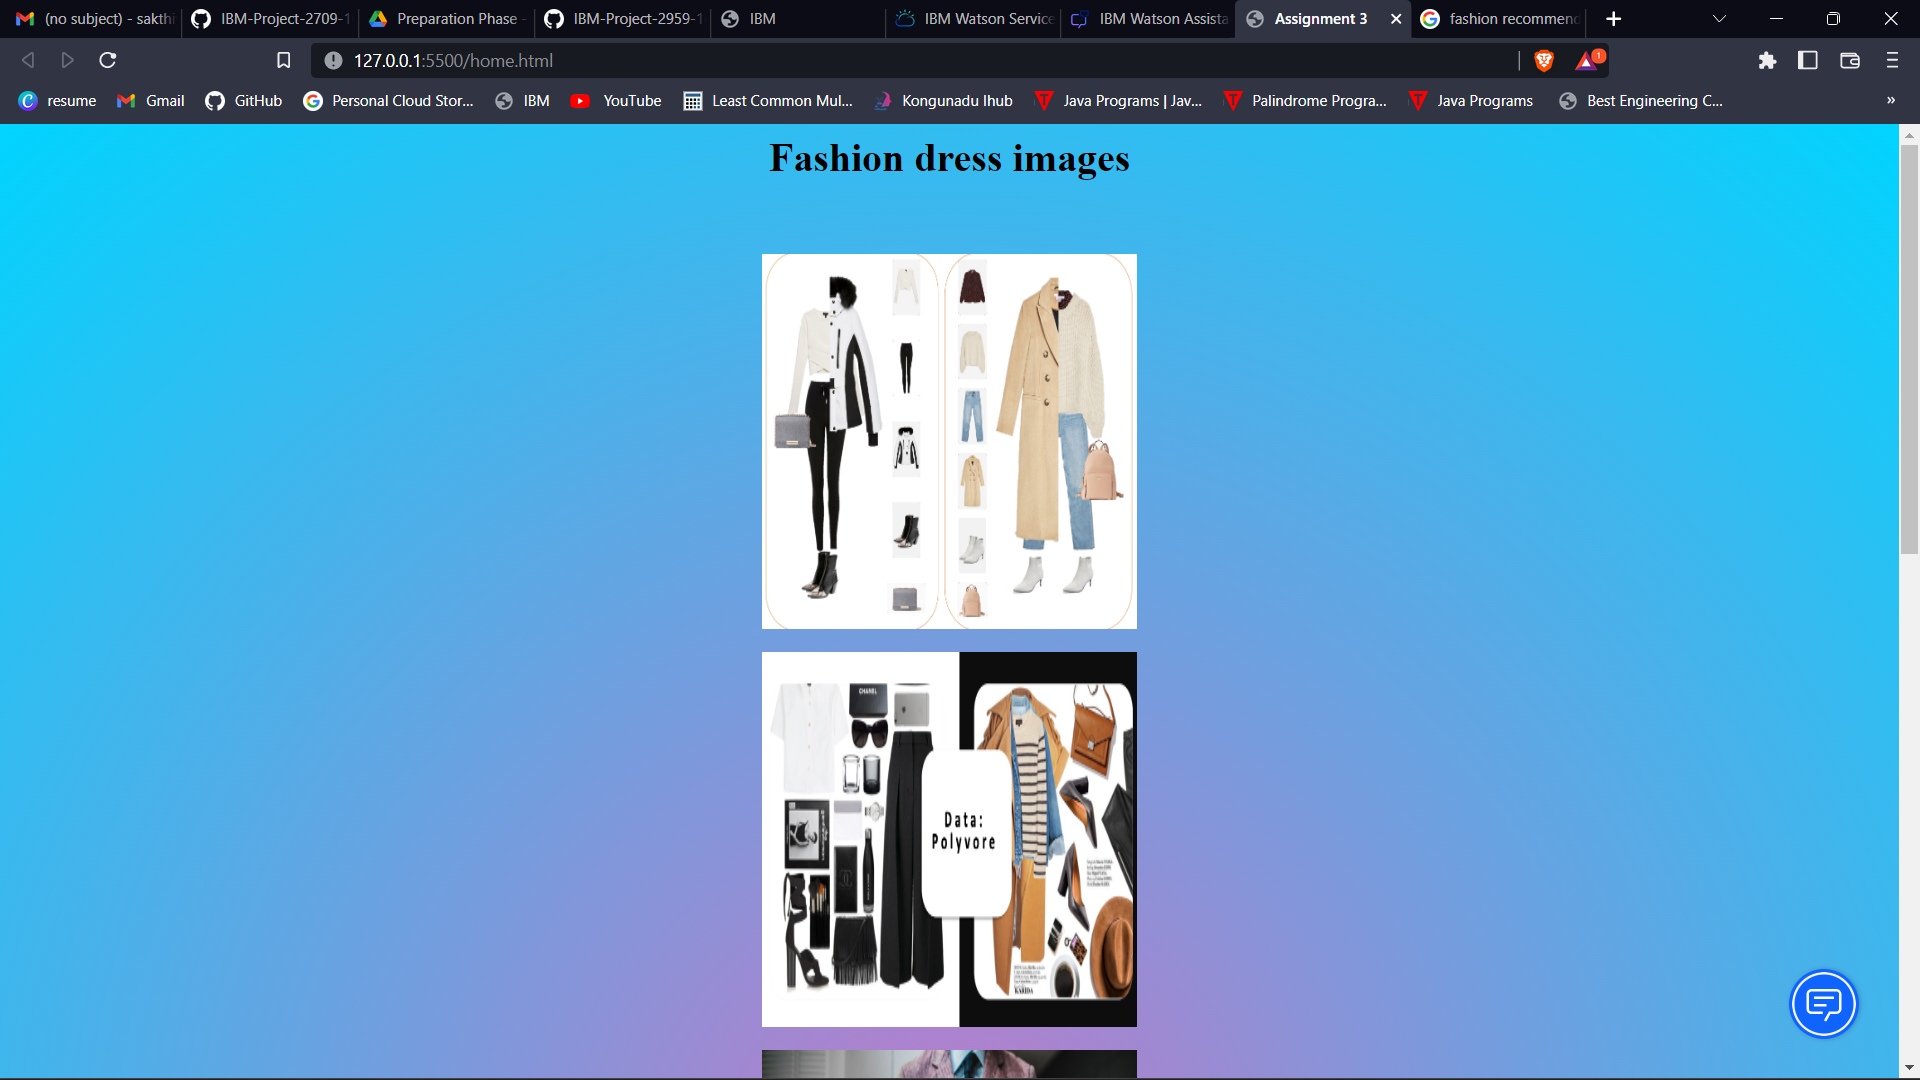 (no subject) - sakthi
IBM-Project-2709-1
Preparation Phase -
IBM-Project-2959-1
IBM
IBM Watson Service
IBM Watson Assista
Assignment 3
fashion recommend
127.0.0.1:5500/home.html
1
resume
Gmail
GitHub
Personal Cloud Stor...
IBM
YouTube
Least Common Mul...
Kongunadu Ihub
Java Programs | Jav...
Palindrome Progra...
Java Programs
Best Engineering C...
»
Fashion dress images
CHANEL
Data:
Polyvore